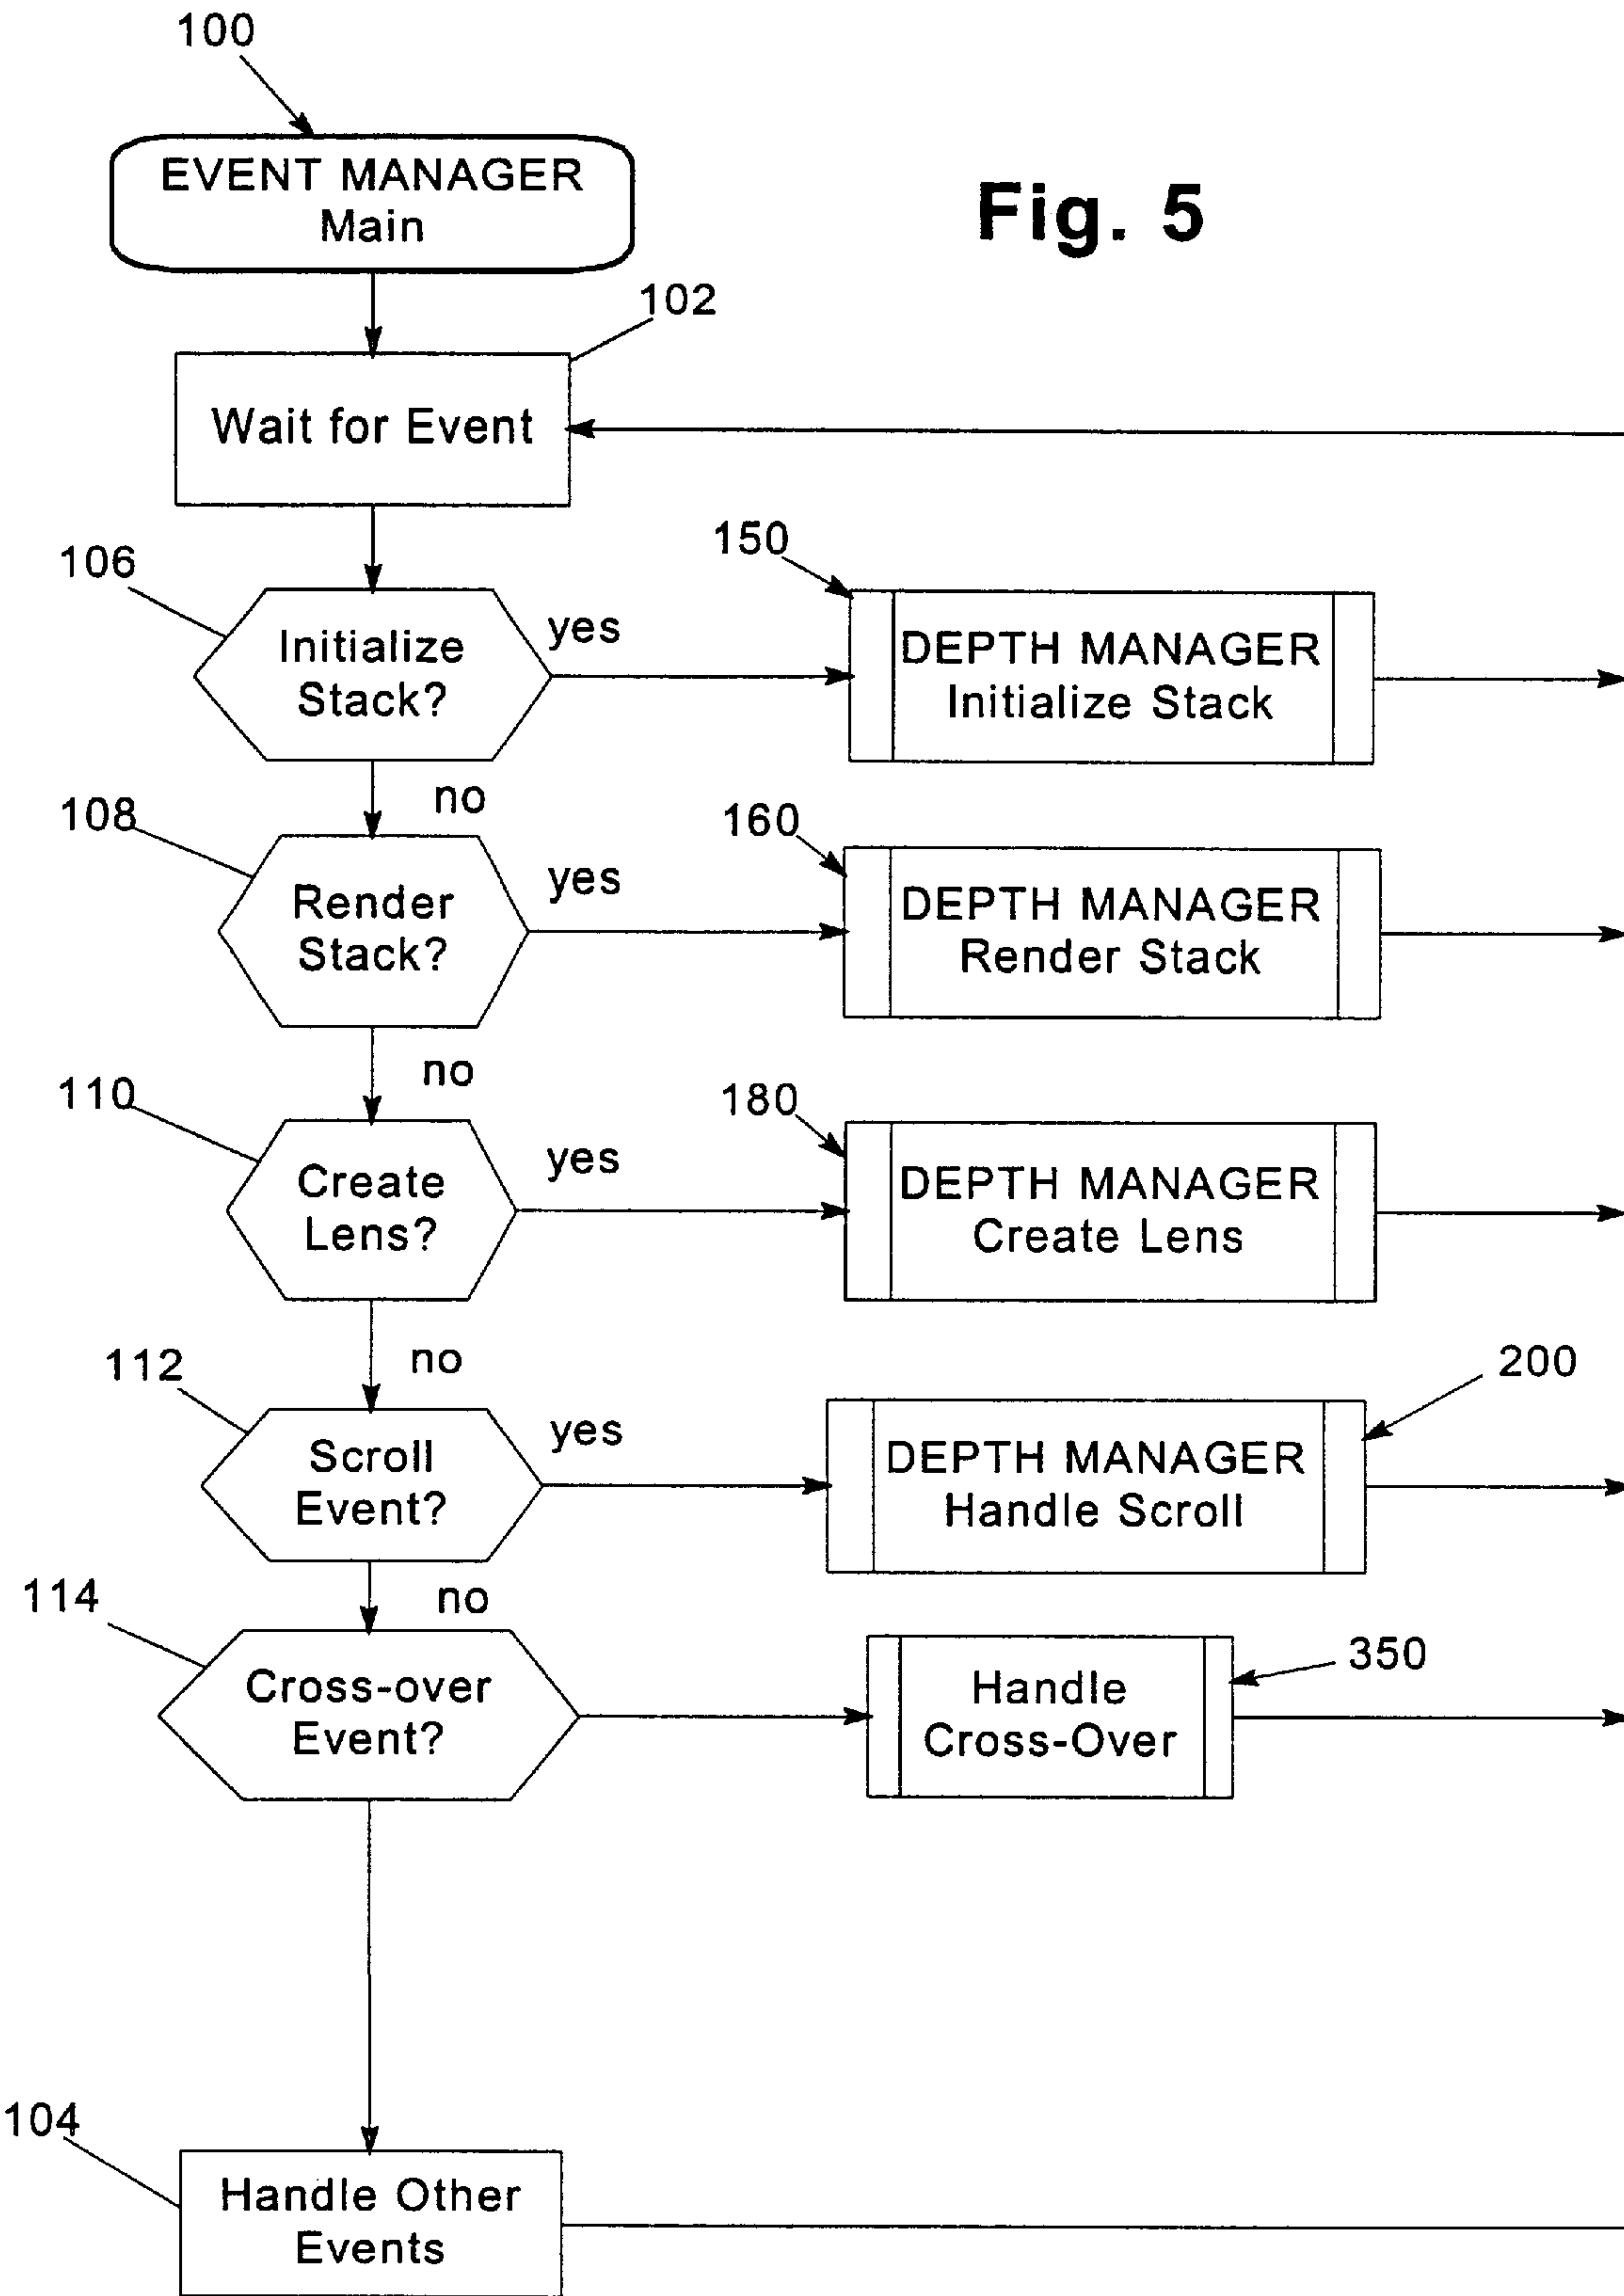 100
EVENT MANAGER
Main
Fig. 5
102
Wait for Event
106
Initialize
Stack?
yes
150
DEPTH MANAGER
Initialize Stack
no
108
Render
Stack?
yes
160
DEPTH MANAGER
Render Stack
no
110
Create
Lens?
yes
180
DEPTH MANAGER
Create Lens
no
112
Scroll
Event?
yes
DEPTH MANAGER
Handle Scroll
200
no
114
Cross-over
Event?
Handle
Cross-Over
350
104
Handle Other
Events